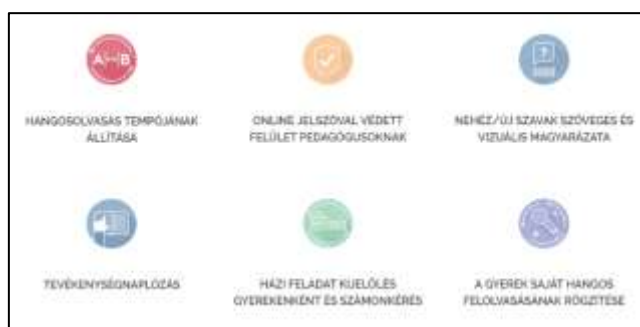 A B
HANGOSOLVASÁS TEMPÓJÁNAK
ÁLLÍTÁSA
ONLINE JELSZÓVAL VÉDETT
FELÜLET PEDAGÓGUSOKNAK
NEHÉZ/ÚJ SZAVAK SZÖVEGES ÉS
VIZUÁLIS MAGYARÁZATA
TEVÉKENYSÉGNAPLÓZÁS
HÁZI FELADAT KIJELÖLÉS
GYEREKENKÉNT ÉS SZÁMONKÉRÉS
A GYEREK SAJÁT HANGOS
FELOLVASÁSÁNAK RÖGZÍTÉSE